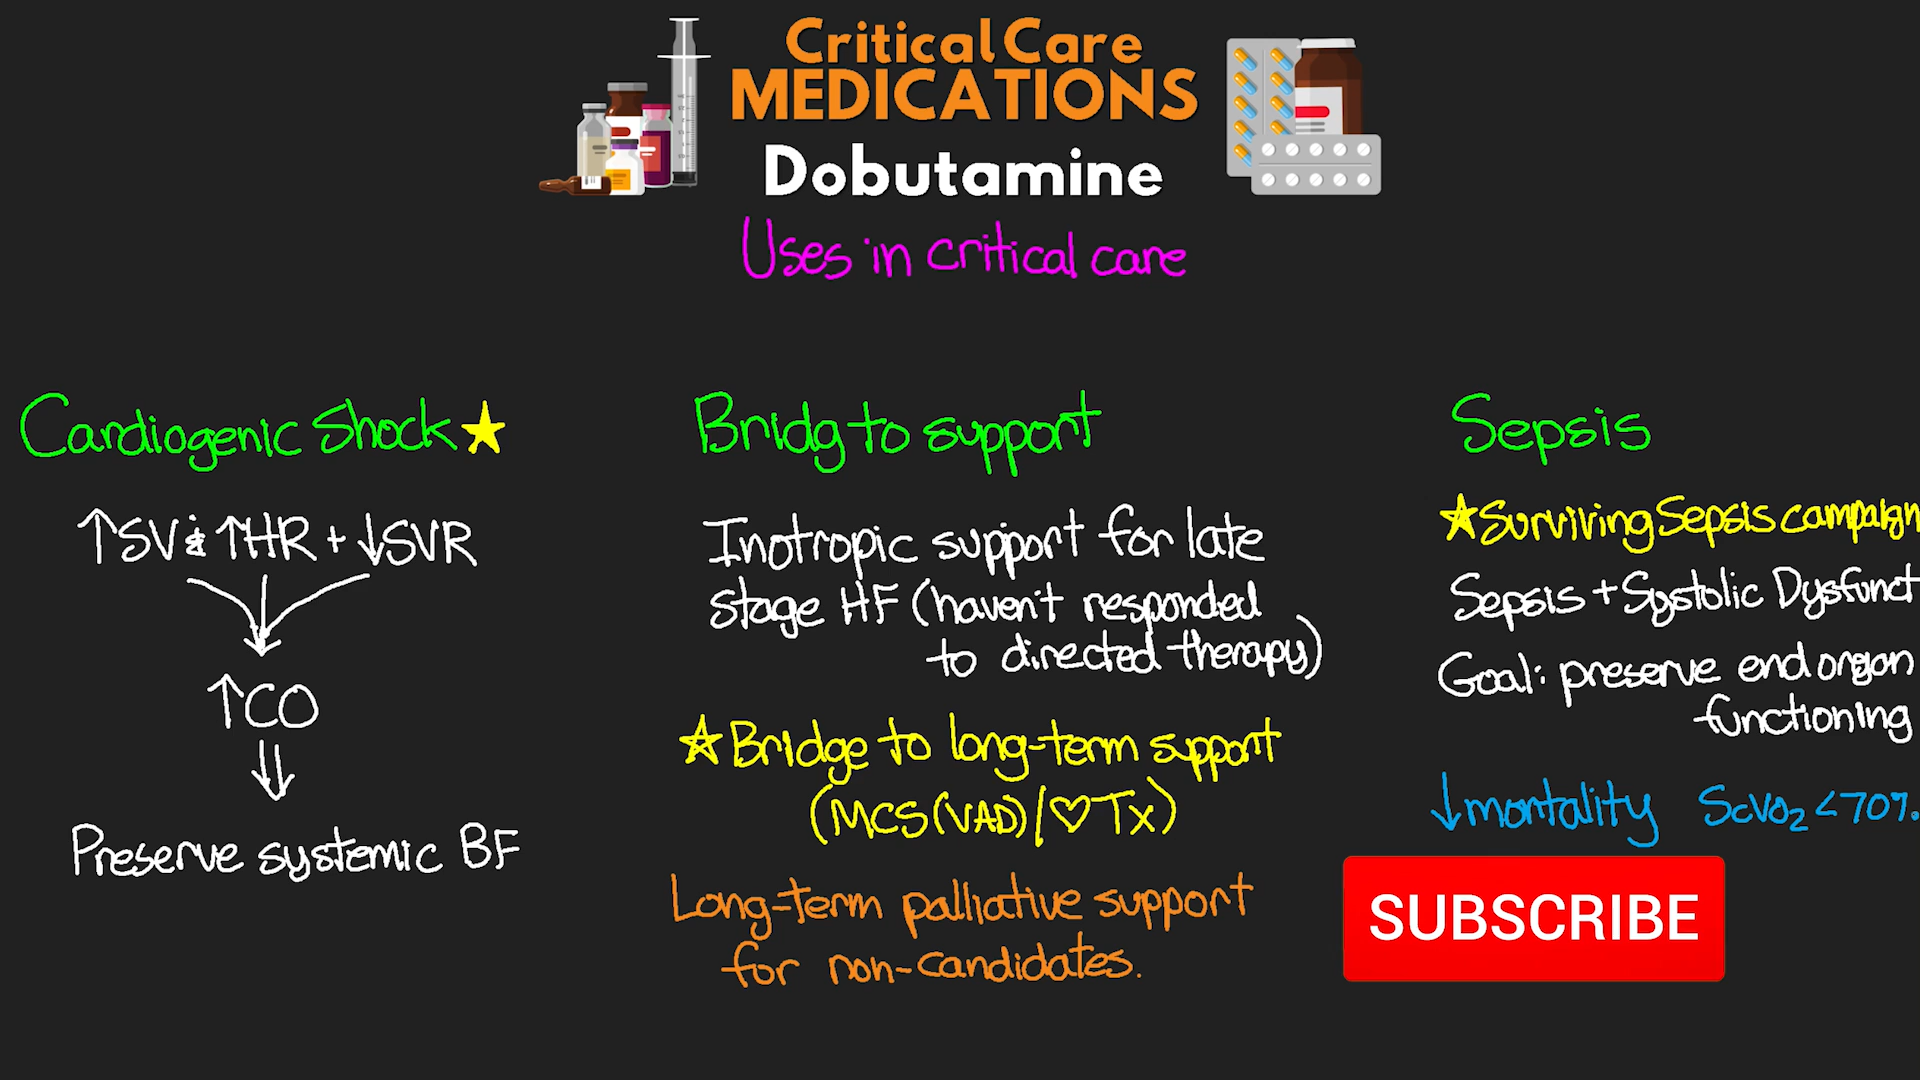 Critical Care
MEDICATIONS
Dobutamine
Uses in critical care
Cardiogenic Shock ★
↑SV & ↑HR + ↓SVR
↑CO
Preserve systemic BF
Bridg to support
Inotropic support for late
stage HF (haven't responded
to directed therapy)
☆ Bridge to long-term support
(MCS(VAD)/♡Tx)
Long-term palliative support
for non-candidates.
Sepsis
☆ Surviving Sepsis campaign
Sepsis + Systolic Dysfunct
Goal: preserve end organ
functioning
↓mortality ScvO₂ <70%
SUBSCRIBE